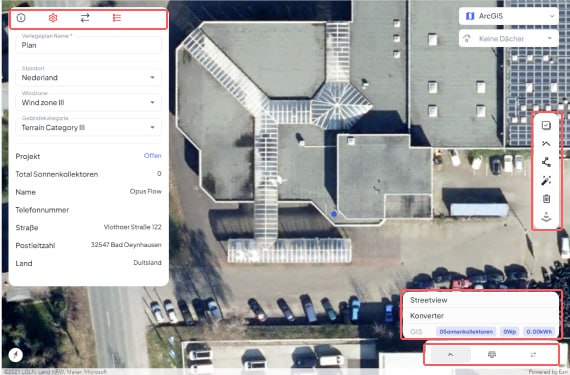 Verlegeplan Name *
Plan
Standort
Nederland
Windzone
Wind zone III
Geländekategorie
Terrain Category III
Projekt Offen
Total Sonnenkollektoren 0
Name Opus Flow
Telefonnummer
Straße Vlothoer Straße 122
Postleitzahl 32547 Bad Oeynhausen
Land Duitsland
ArcGIS
Keine Dächer
Streetview
Konverter
GIS 0Sonnenkollektoren 0Wp 0.00kWh
©2021 LGLN, Land NRW, Maxar, Microsoft
Powered by Esri